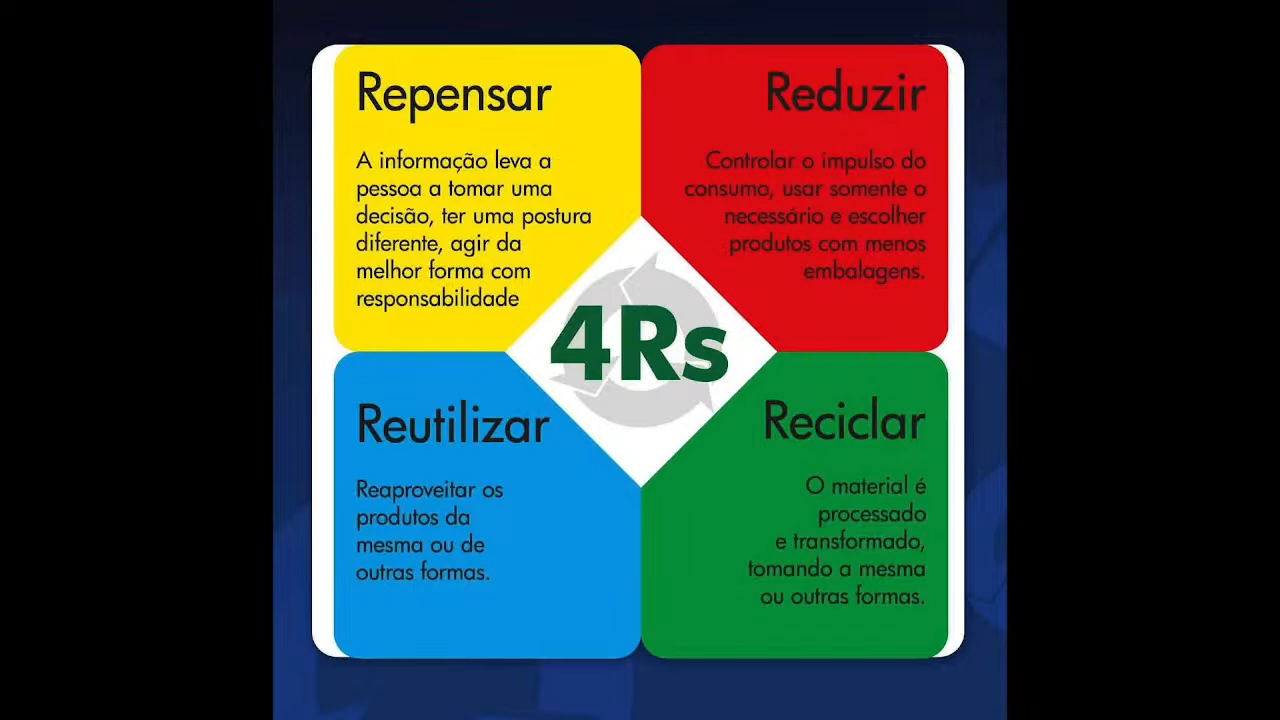 Repensar
A informação leva a
pessoa a tomar uma
decisão, ter uma postura
diferente, agir da
melhor forma com
responsabilidade
Reduzir
Controlar o impulso do
consumo, usar somente o
necessário e escolher
produtos com menos
embalagens.
4Rs
Reutilizar
Reaproveitar os
produtos da
mesma ou de
outras formas.
Reciclar
O material é
processado
e transformado,
tomando a mesma
ou outras formas.